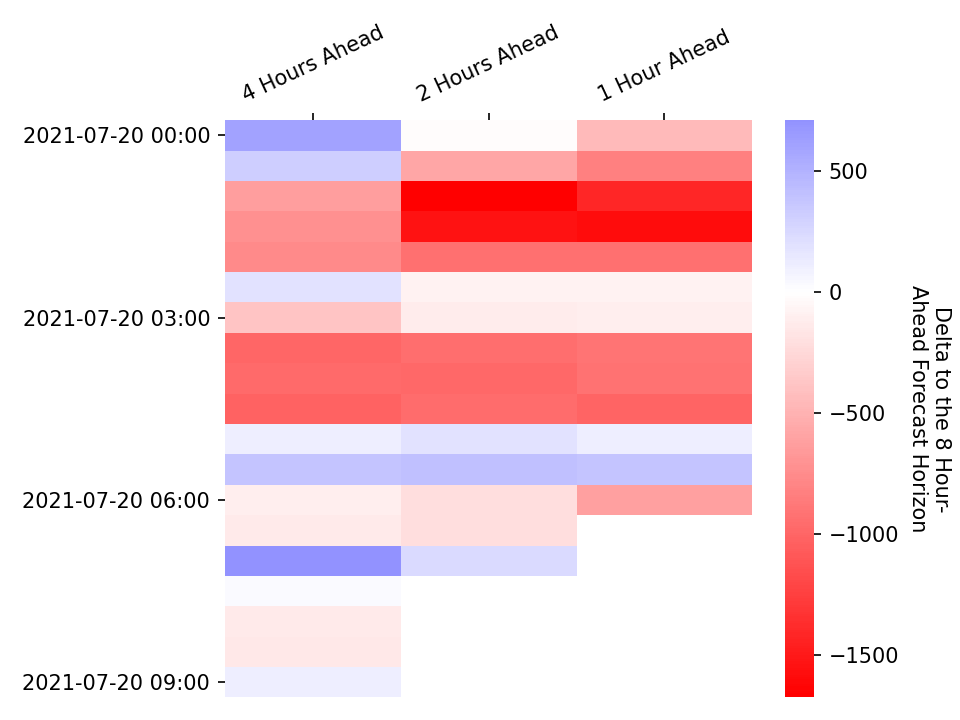 4 Hours Ahead
2 Hours Ahead
1 Hour Ahead
2021-07-20 00:00
2021-07-20 03:00
2021-07-20 06:00
2021-07-20 09:00
500
0
−500
−1000
−1500
Delta to the 8 Hour-
Ahead Forecast Horizon